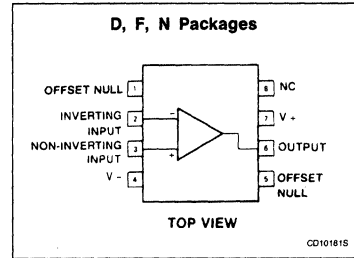 D, F, N Packages
OFFSET NULL 1
8 NC
INVERTING INPUT 2 −
7 V +
NON-INVERTING INPUT 3 +
6 OUTPUT
V − 4
5 OFFSET NULL
TOP VIEW
CD10181S